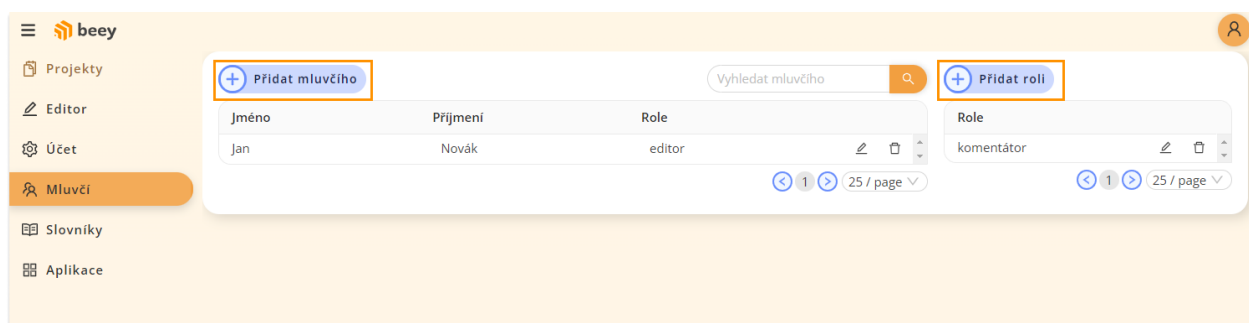 beey
Projekty
Editor
Účet
Mluvčí
Slovníky
Aplikace
Přidat mluvčího
Vyhledat mluvčího
Jméno Příjmení Role
Jan Novák editor
1 25 / page
Přidat roli
Role
komentátor
1 25 / page